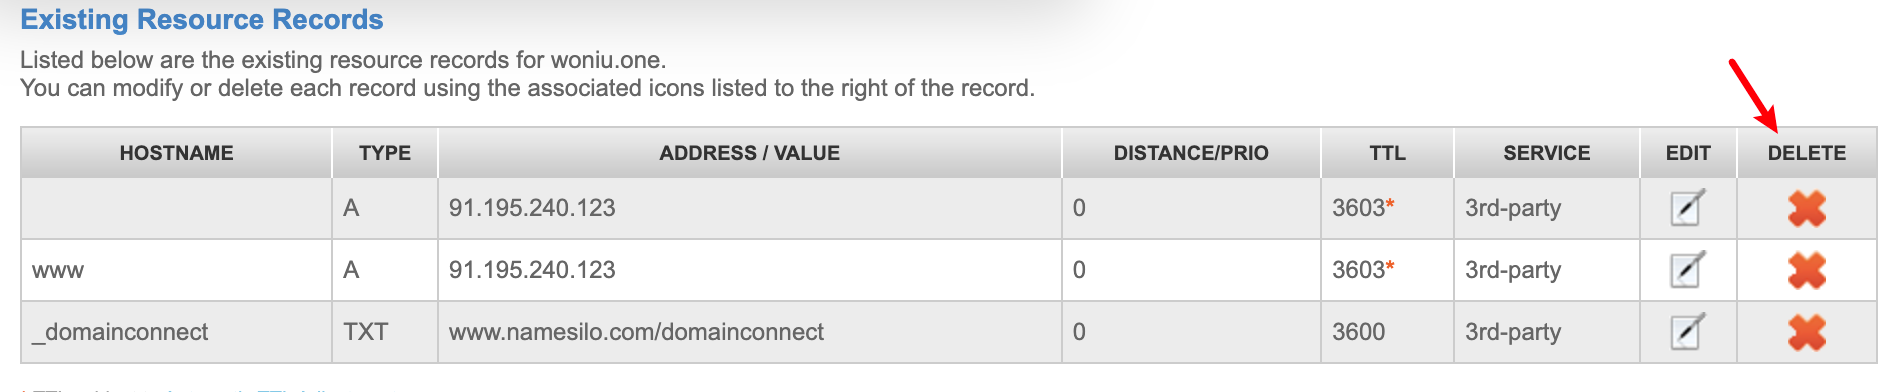 Existing Resource Records
Listed below are the existing resource records for woniu.one.
You can modify or delete each record using the associated icons listed to the right of the record.
HOSTNAME TYPE ADDRESS / VALUE DISTANCE/PRIO TTL SERVICE EDIT DELETE
A 91.195.240.123 0 3603* 3rd-party
www A 91.195.240.123 0 3603* 3rd-party
_domainconnect TXT www.namesilo.com/domainconnect 0 3600 3rd-party